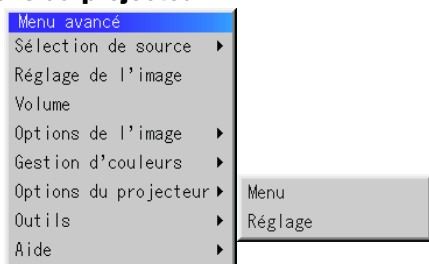 Menu avancé
Sélection de source
Réglage de l'image
Volume
Options de l'image
Gestion d'couleurs
Options du projecteur
Menu
Outils
Réglage
Aide